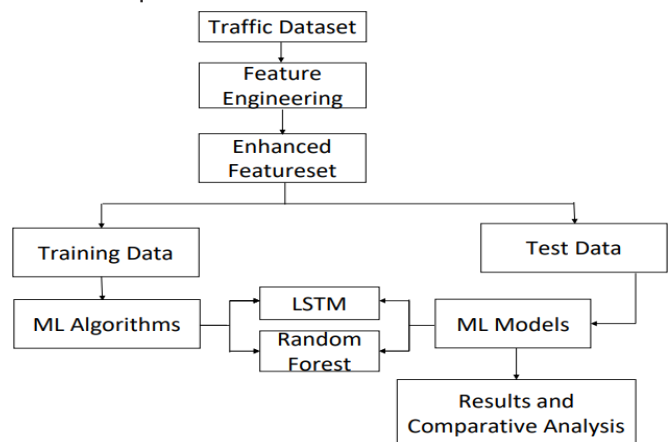 Traffic Dataset
Feature
Engineering
Enhanced
Featureset
Training Data
Test Data
ML Algorithms
LSTM
Random
Forest
ML Models
Results and
Comparative Analysis